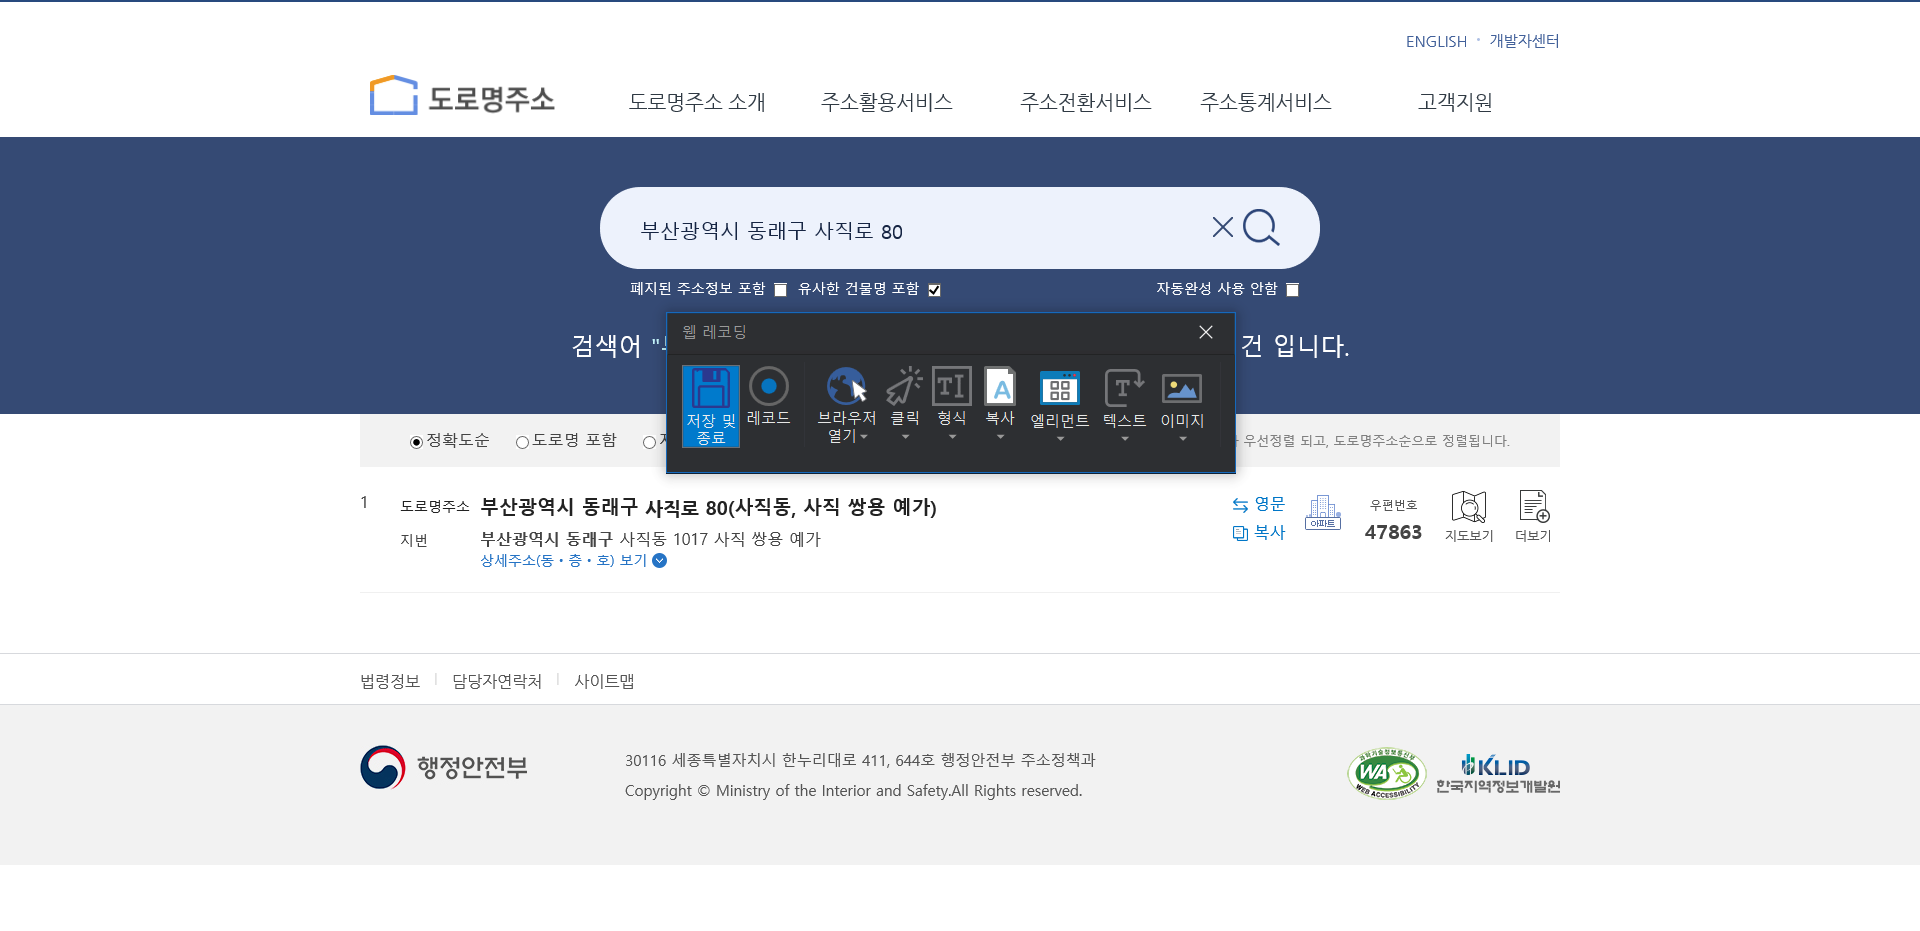 ENGLISH 개발자센터
도로명주소 도로명주소 소개 주소활용서비스 주소전환서비스 주소통계서비스 고객지원
부산광역시 동래구 사직로 80
폐지된 주소정보 포함 유사한 건물명 포함 자동완성 사용 안함
웹 레코딩
검색어 " 건 입니다.
저장 및 종료
레코드
브라우저 열기
클릭
형식
복사
엘리먼트
텍스트
이미지
정확도순 도로명 포함 우선정렬 되고, 도로명주소순으로 정렬됩니다.
1 도로명주소 부산광역시 동래구 사직로 80(사직동, 사직 쌍용 예가)
지번 부산광역시 동래구 사직동 1017 사직 쌍용 예가
상세주소(동・층・호) 보기
영문
복사
아파트
우편번호
47863
지도보기
더보기
법령정보 담당자연락처 사이트맵
행정안전부
30116 세종특별자치시 한누리대로 411, 644호 행정안전부 주소정책과
Copyright © Ministry of the Interior and Safety.All Rights reserved.
과학기술정보통신부
WA
WEB ACCESSIBILITY
KLID
한국지역정보개발원